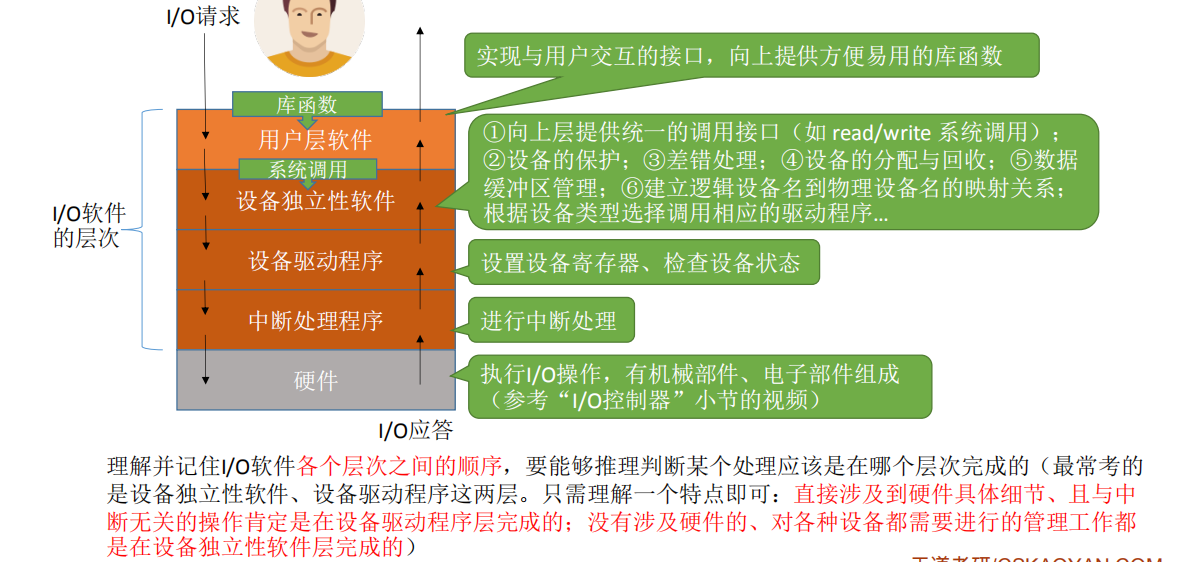 I/O请求
实现与用户交互的接口，向上提供方便易用的库函数
库函数
用户层软件
系统调用
①向上层提供统一的调用接口（如 read/write 系统调用）；
②设备的保护；③差错处理；④设备的分配与回收；⑤数据
缓冲区管理；⑥建立逻辑设备名到物理设备名的映射关系；
根据设备类型选择调用相应的驱动程序…
设备独立性软件
I/O软件
的层次
设备驱动程序
设置设备寄存器、检查设备状态
中断处理程序
进行中断处理
硬件
执行I/O操作，有机械部件、电子部件组成
（参考“I/O控制器”小节的视频）
I/O应答
理解并记住I/O软件各个层次之间的顺序，要能够推理判断某个处理应该是在哪个层次完成的（最常考的
是设备独立性软件、设备驱动程序这两层。只需理解一个特点即可：直接涉及到硬件具体细节、且与中
断无关的操作肯定是在设备驱动程序层完成的；没有涉及硬件的、对各种设备都需要进行的管理工作都
是在设备独立性软件层完成的）